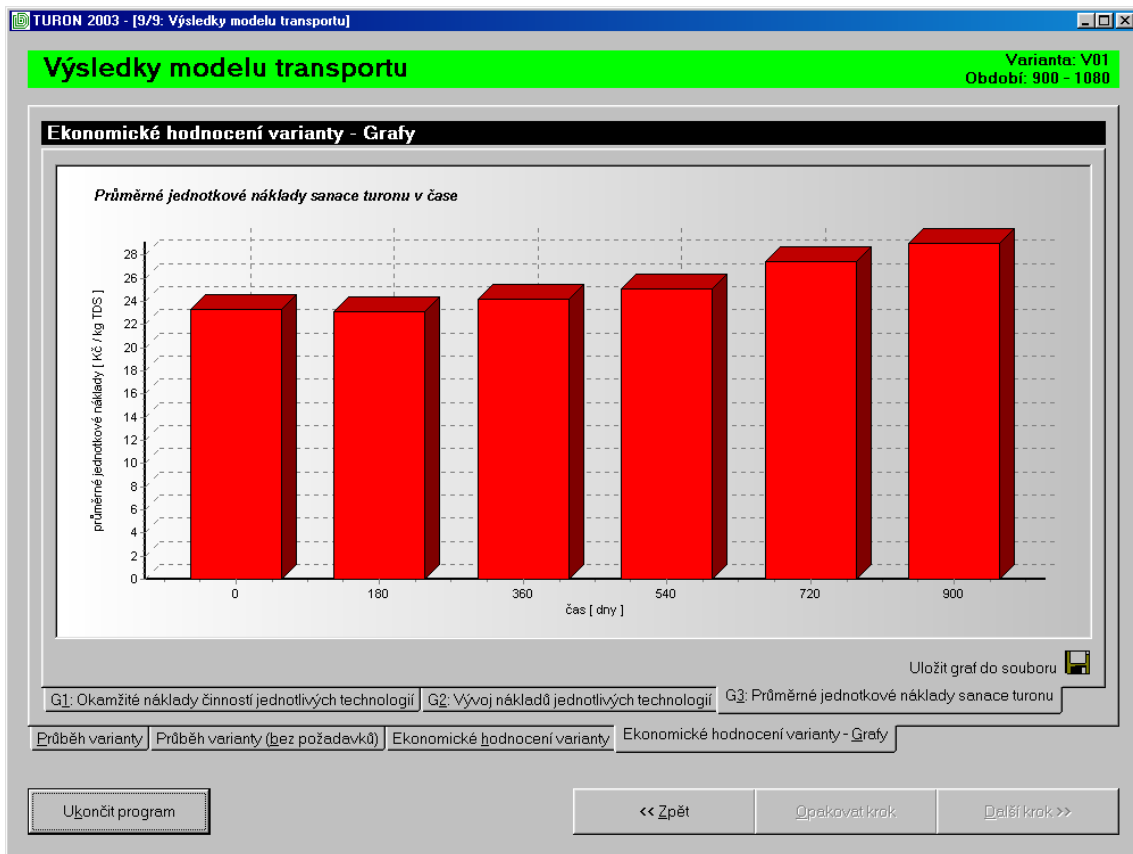 TURON 2003 - [9/9: Výsledky modelu transportu]
Výsledky modelu transportu
Varianta: V01
Období: 900 - 1080
Ekonomické hodnocení varianty - Grafy
Průměrné jednotkové náklady sanace turonu v čase
průměrné jednotkové náklady [ Kč / kg TDS ]
28
26
24
22
20
18
16
14
12
10
8
6
4
2
0
0 180 360 540 720 900
čas [ dny ]
Uložit graf do souboru
G1: Okamžité náklady činností jednotlivých technologií G2: Vývoj nákladů jednotlivých technologií G3: Průměrné jednotkové náklady sanace turonu
Průběh varianty Průběh varianty (bez požadavků) Ekonomické hodnocení varianty Ekonomické hodnocení varianty - Grafy
Ukončit program << Zpět Opakovat krok Další krok >>